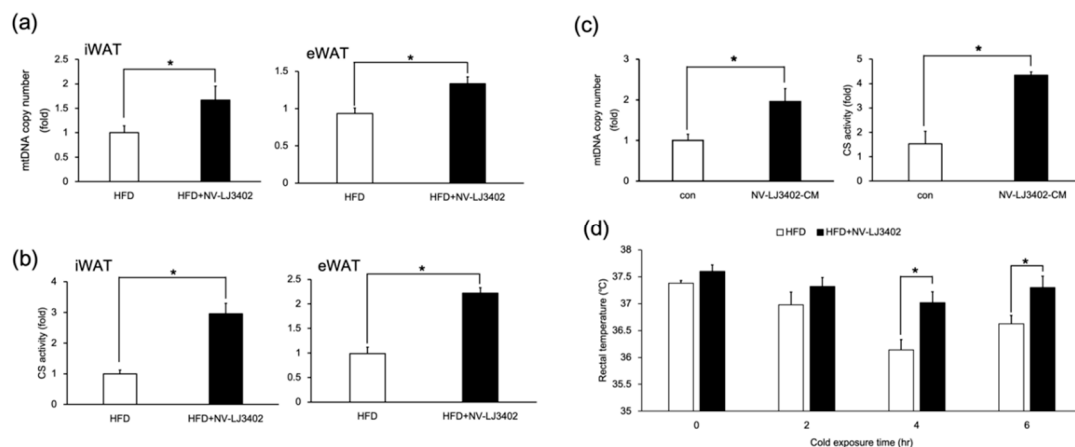 (a)
iWAT
eWAT
mtDNA copy number
(fold)
2.5
2
1.5
1
0.5
0
*
HFD
HFD+NV-LJ3402
1.5
1
0.5
0
*
HFD
HFD+NV-LJ3402
(b)
iWAT
eWAT
CS activity (fold)
4
3
2
1
0
*
HFD
HFD+NV-LJ3402
2.5
2
1.5
1
0.5
0
*
HFD
HFD+NV-LJ3402
(c)
mtDNA copy number
(fold)
3
2
1
0
*
con
NV-LJ3402-CM
CS activity (fold)
5
4
3
2
1
0
*
con
NV-LJ3402-CM
(d)
HFD
HFD+NV-LJ3402
Rectal temperature (°C)
38
37.5
37
36.5
36
35.5
35
*
*
0
2
4
6
Cold exposure time (hr)